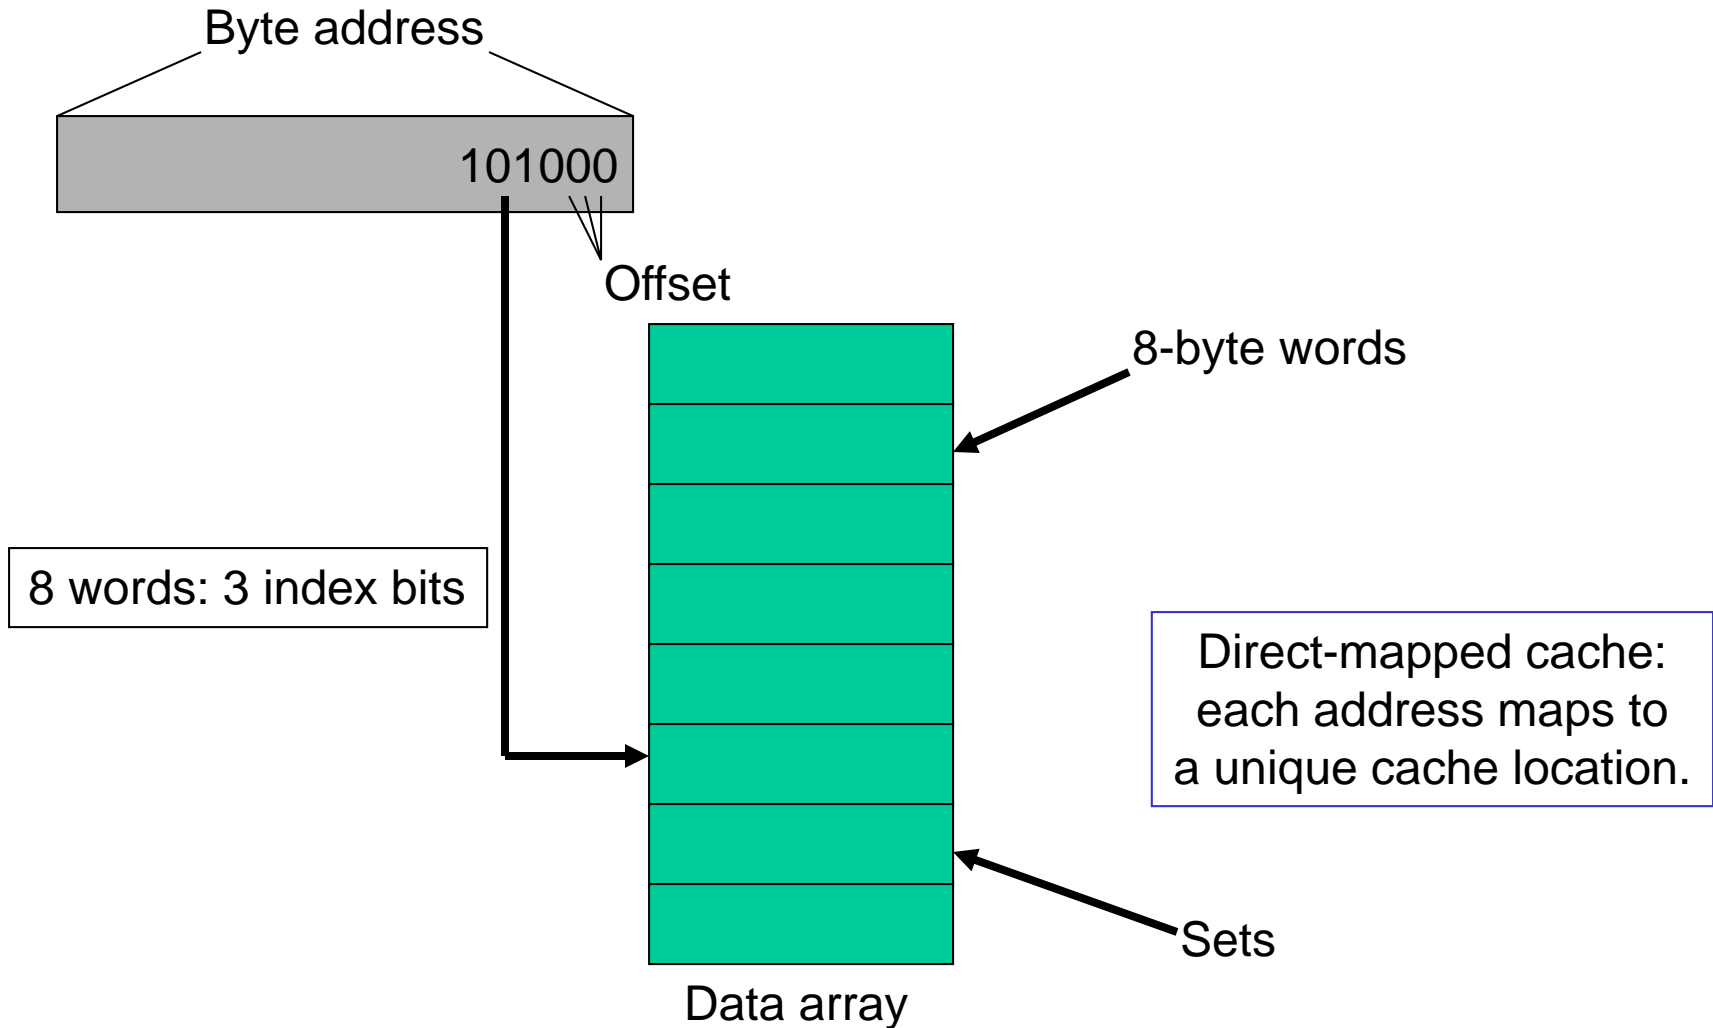 Byte address
101000
Offset
8-byte words
8 words: 3 index bits
Direct-mapped cache:
each address maps to
a unique cache location.
Sets
Data array